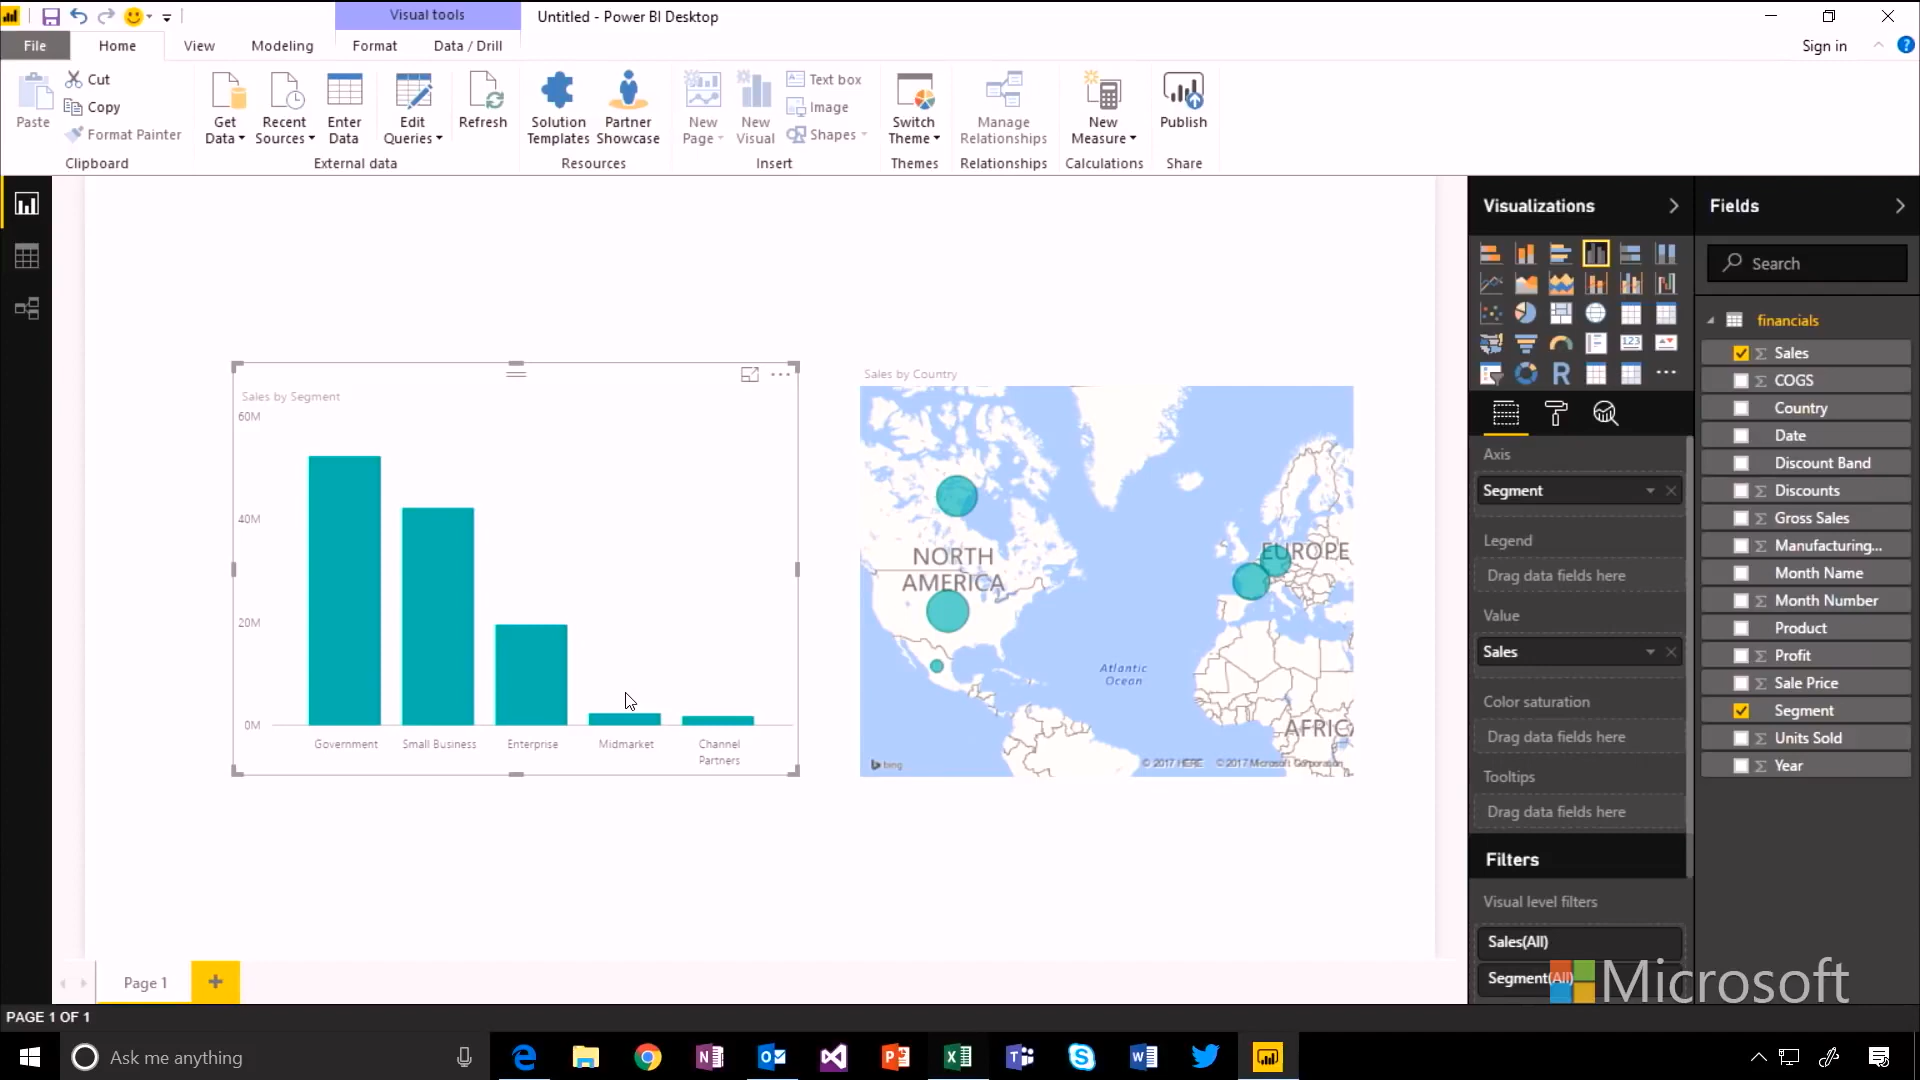 Visual tools
Untitled - Power BI Desktop
File
Home
View
Modeling
Format
Data / Drill
Sign in
?
Paste
Cut
Copy
Format Painter
Clipboard
Get Data
Recent Sources
Enter Data
Edit Queries
Refresh
External data
Solution Templates
Partner Showcase
Resources
New Page
New Visual
Text box
Image
Shapes
Insert
Switch Theme
Themes
Manage Relationships
Relationships
New Measure
Calculations
Publish
Share
Sales by Segment
60M
40M
20M
0M
Government
Small Business
Enterprise
Midmarket
Channel Partners
Sales by Country
NORTH AMERICA
EUROPE
Atlantic Ocean
AFRICA
bing
© 2017 HERE © 2017 Microsoft Corporation
Visualizations
R
123
Axis
Segment
Legend
Drag data fields here
Value
Sales
Color saturation
Drag data fields here
Tooltips
Drag data fields here
Filters
Visual level filters
Sales(All)
Segment(All)
Fields
Search
financials
Sales
COGS
Country
Date
Discount Band
Discounts
Gross Sales
Manufacturing...
Month Name
Month Number
Product
Profit
Sale Price
Segment
Units Sold
Year
Microsoft
Page 1
+
PAGE 1 OF 1
Ask me anything